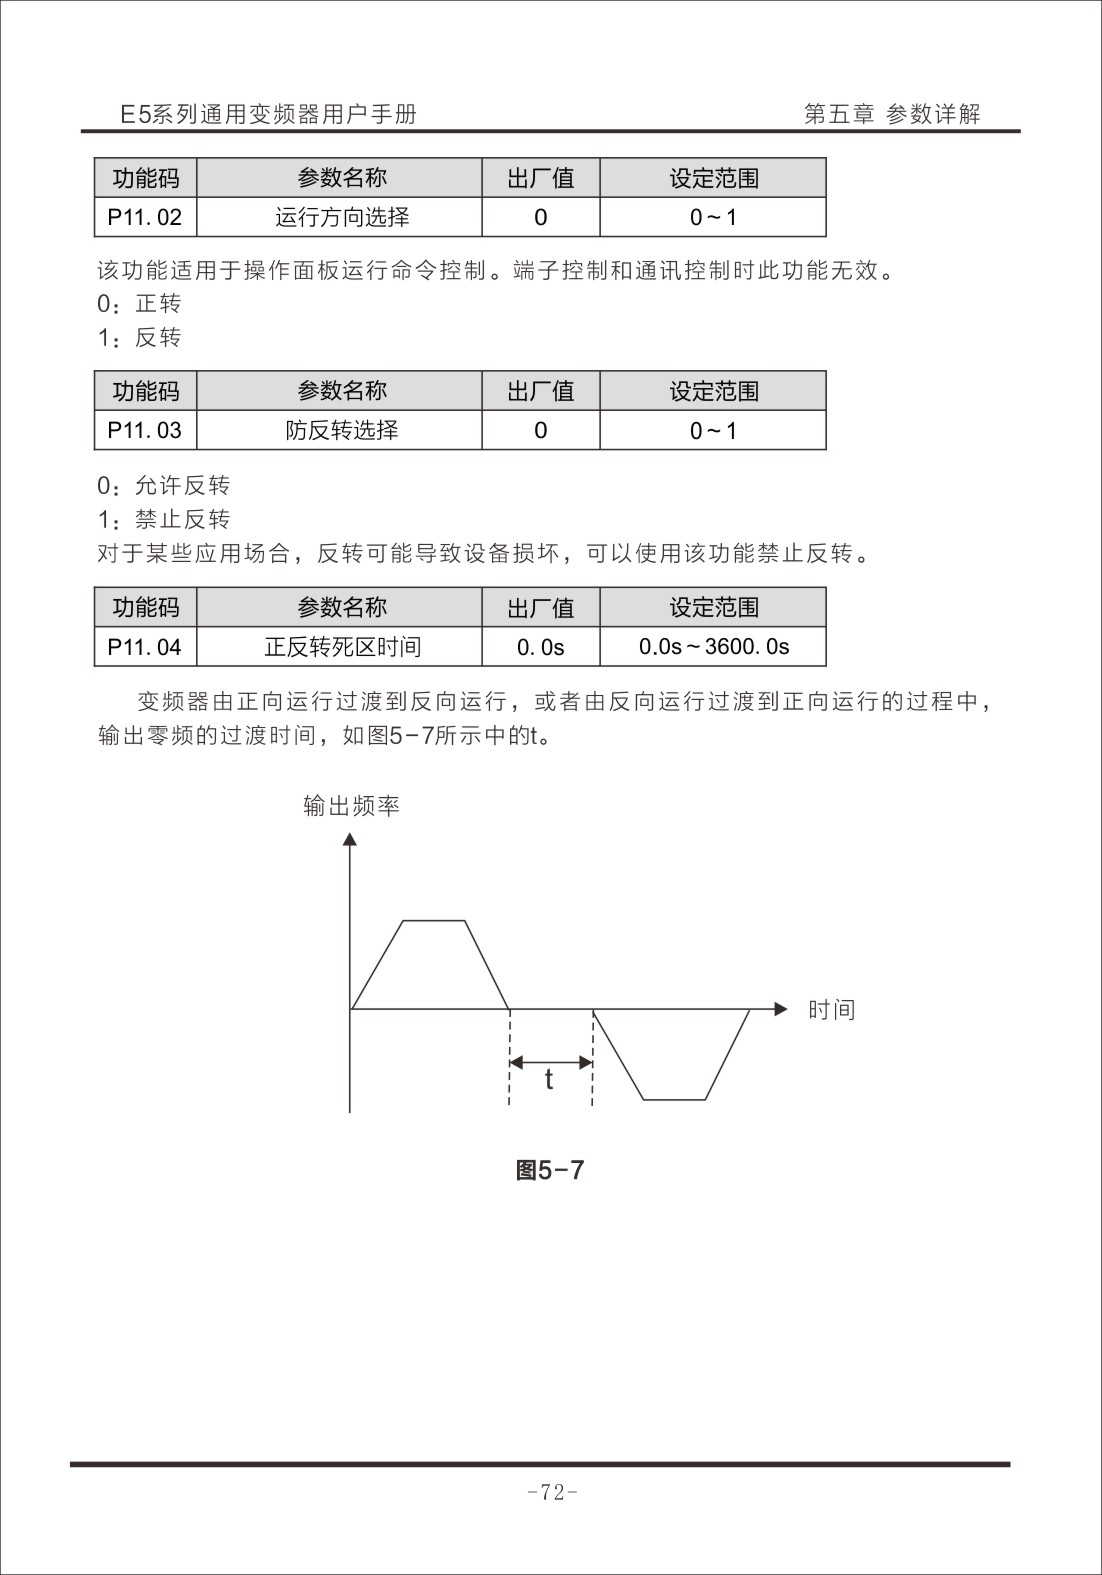 E5系列通用变频器用户手册 第五章 参数详解
功能码 参数名称 出厂值 设定范围
P11.02 运行方向选择 0 0~1
该功能适用于操作面板运行命令控制。端子控制和通讯控制时此功能无效。
0：正转
1：反转
功能码 参数名称 出厂值 设定范围
P11.03 防反转选择 0 0~1
0：允许反转
1：禁止反转
对于某些应用场合，反转可能导致设备损坏，可以使用该功能禁止反转。
功能码 参数名称 出厂值 设定范围
P11.04 正反转死区时间 0.0s 0.0s~3600.0s
变频器由正向运行过渡到反向运行，或者由反向运行过渡到正向运行的过程中，
输出零频的过渡时间，如图5-7所示中的t。
输出频率
时间
t
图5-7
-72-